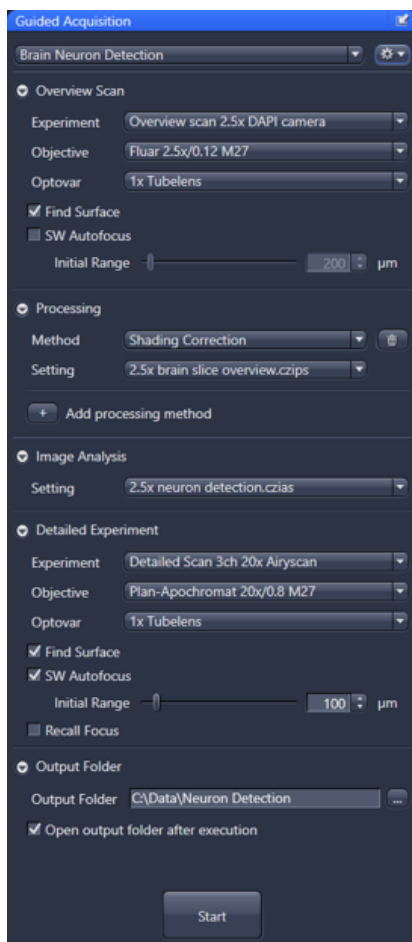 Guided Acquisition
Brain Neuron Detection
Overview Scan
Experiment Overview scan 2.5x DAPI camera
Objective Fluar 2.5x/0.12 M27
Optovar 1x Tubelens
Find Surface
SW Autofocus
Initial Range 200 µm
Processing
Method Shading Correction
Setting 2.5x brain slice overview.czips
+ Add processing method
Image Analysis
Setting 2.5x neuron detection.czias
Detailed Experiment
Experiment Detailed Scan 3ch 20x Airyscan
Objective Plan-Apochromat 20x/0.8 M27
Optovar 1x Tubelens
Find Surface
SW Autofocus
Initial Range 100 µm
Recall Focus
Output Folder
Output Folder C:\Data\Neuron Detection ...
Open output folder after execution
Start